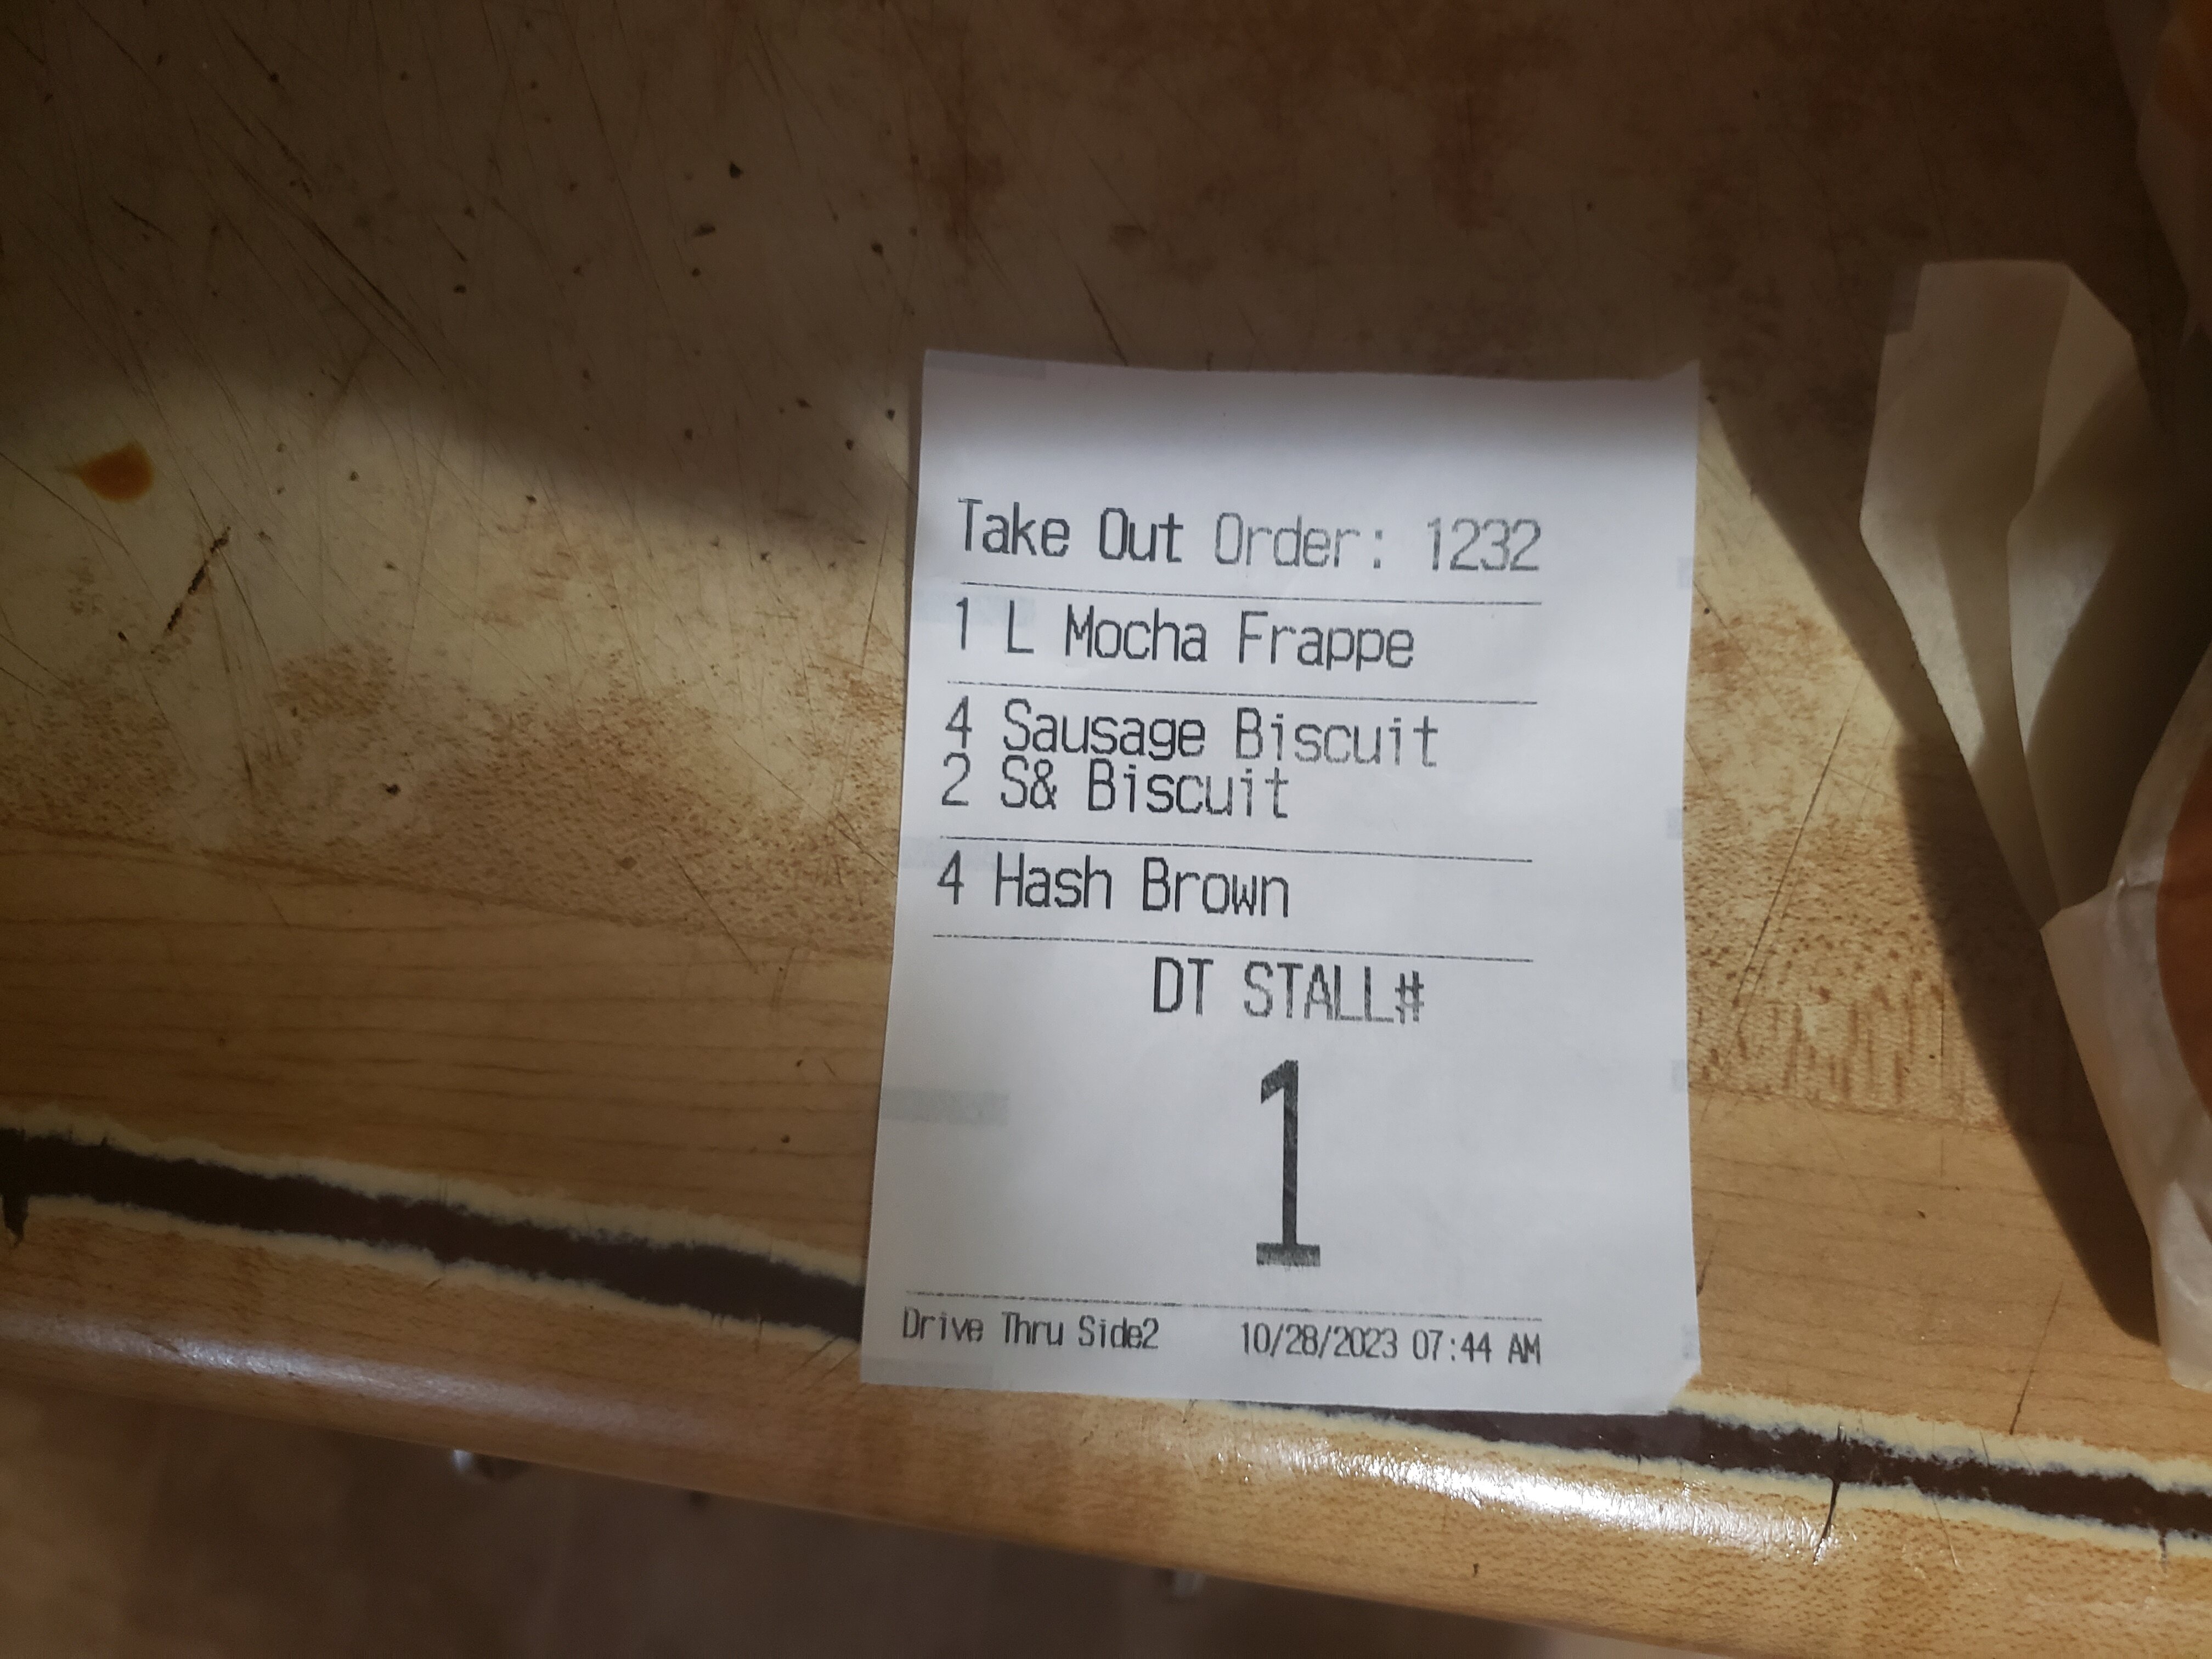 Take Out Order: 1232
1 L Mocha Frappe
4 Sausage Biscuit
2 S& Biscuit
4 Hash Brown
DT STALL#
1
Drive Thru Side2 10/28/2023 07:44 AM